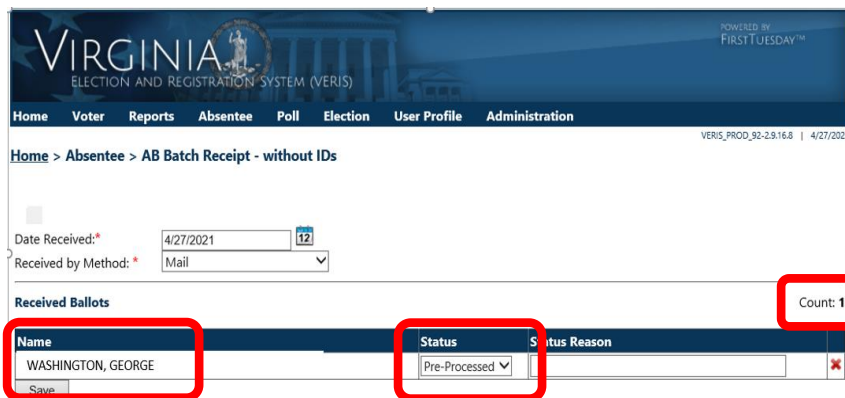 POWERED BY
FIRSTTUESDAY™
VIRGINIA
ELECTION AND REGISTRATION SYSTEM (VERIS)
Home Voter Reports Absentee Poll Election User Profile Administration
VERIS_PROD_92-2.9.16.8 | 4/27/202
Home > Absentee > AB Batch Receipt - without IDs
Date Received:* 4/27/2021 12
Received by Method: * Mail
Received Ballots Count: 1
Name Status Status Reason
WASHINGTON, GEORGE Pre-Processed
Save